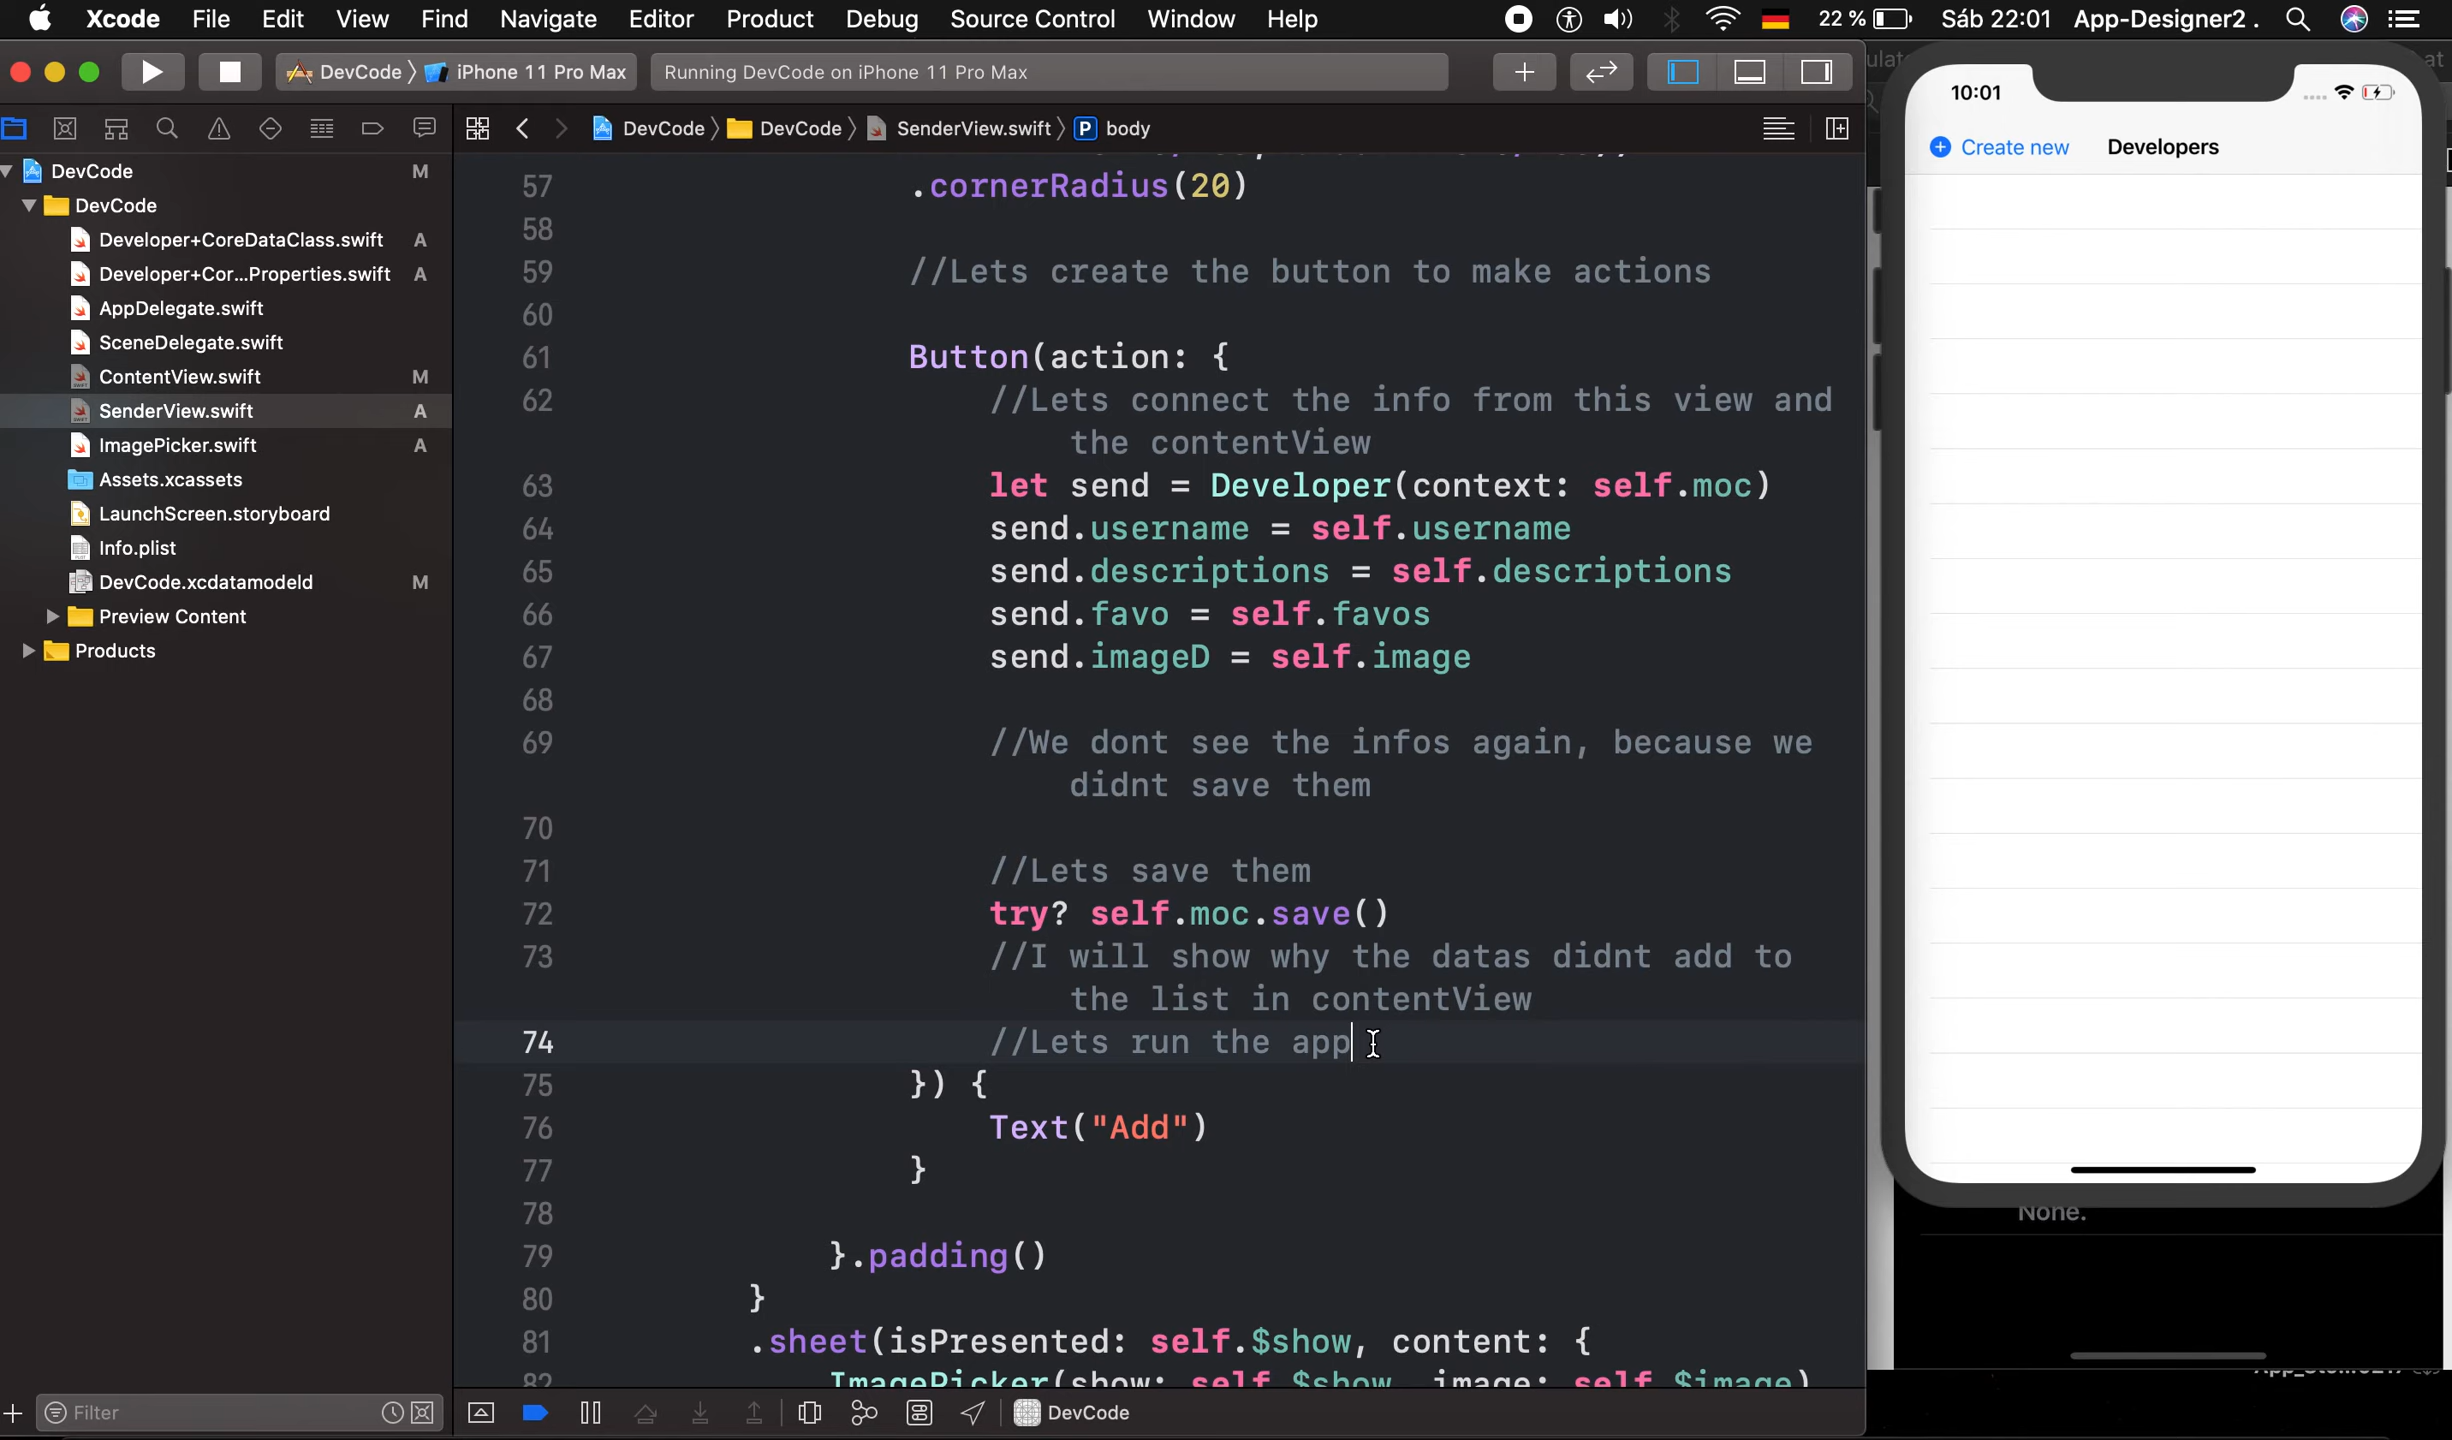 Xcode File Edit View Find Navigate Editor Product Debug Source Control Window Help 22 % Sáb 22:01 App-Designer2 .
DevCode iPhone 11 Pro Max Running DevCode on iPhone 11 Pro Max
DevCode DevCode SenderView.swift P body
DevCode M
DevCode
Developer+CoreDataClass.swift A
Developer+Cor...Properties.swift A
AppDelegate.swift
SceneDelegate.swift
ContentView.swift M
SenderView.swift A
ImagePicker.swift A
Assets.xcassets
LaunchScreen.storyboard
Info.plist
DevCode.xcdatamodeld M
Preview Content
Products
Filter
57 .cornerRadius(20)
58
59 //Lets create the button to make actions
60
61 Button(action: {
62 //Lets connect the info from this view and
the contentView
63 let send = Developer(context: self.moc)
64 send.username = self.username
65 send.descriptions = self.descriptions
66 send.favo = self.favos
67 send.imageD = self.image
68
69 //We dont see the infos again, because we
didnt save them
70
71 //Lets save them
72 try? self.moc.save()
73 //I will show why the datas didnt add to
the list in contentView
74 //Lets run the app
75 }) {
76 Text("Add")
77 }
78
79 }.padding()
80 }
81 .sheet(isPresented: self.$show, content: {
82 ImagePicker(show: self.$show, image: self.$image)
DevCode
10:01
Create new Developers
None.